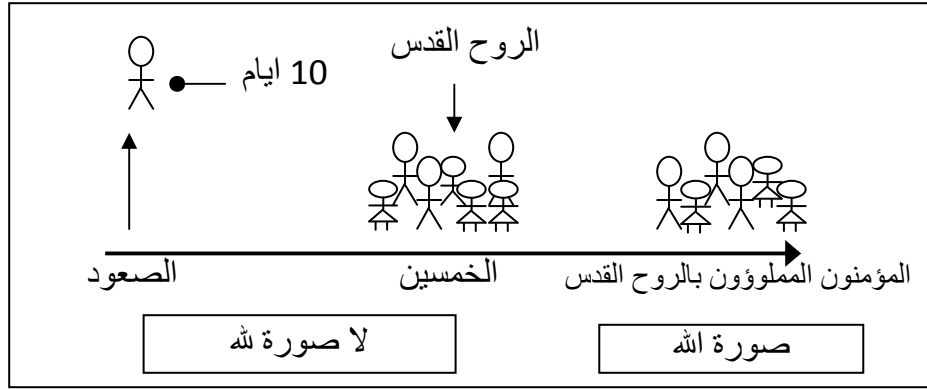 الروح القدس
10 ايام
الصعود
الخمسين
المؤمنون المملوؤون بالروح القدس
لا صورة لله
صورة الله